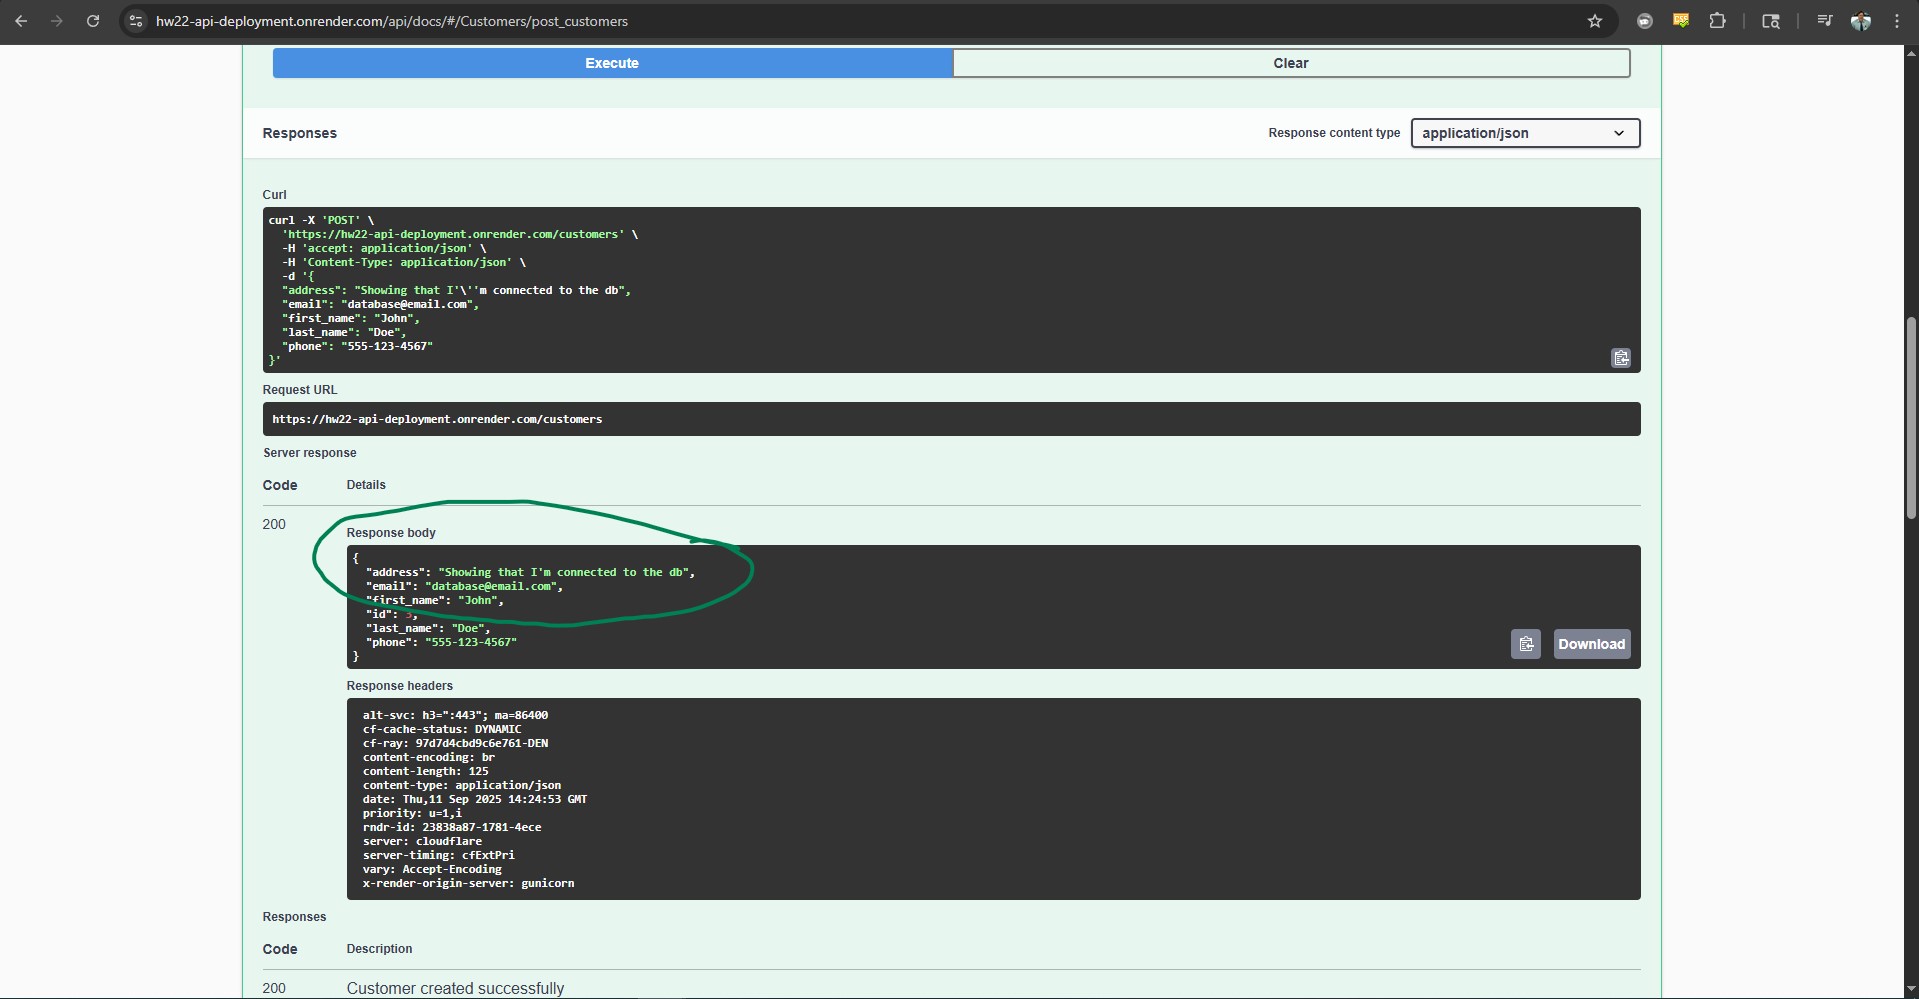 hw22-api-deployment.onrender.com/api/docs/#/Customers/post_customers
Execute
Clear
Responses
Response content type
application/json
Curl
curl -X 'POST' \
'https://hw22-api-deployment.onrender.com/customers' \
-H 'accept: application/json' \
-H 'Content-Type: application/json' \
-d '{
"address": "Showing that I'\''m connected to the db",
"email": "database@email.com",
"first_name": "John",
"last_name": "Doe",
"phone": "555-123-4567"
}'
Request URL
https://hw22-api-deployment.onrender.com/customers
Server response
Code
Details
200
Response body
{
"address": "Showing that I'm connected to the db",
"email": "database@email.com",
"first_name": "John",
"id": ,
"last_name": "Doe",
"phone": "555-123-4567"
}
Download
Response headers
alt-svc: h3=":443"; ma=86400
cf-cache-status: DYNAMIC
cf-ray: 97d7d4cbd9c6e761-DEN
content-encoding: br
content-length: 125
content-type: application/json
date: Thu,11 Sep 2025 14:24:53 GMT
priority: u=1,i
rndr-id: 23838a87-1781-4ece
server: cloudflare
server-timing: cfExtPri
vary: Accept-Encoding
x-render-origin-server: gunicorn
Responses
Code
Description
200
Customer created successfully